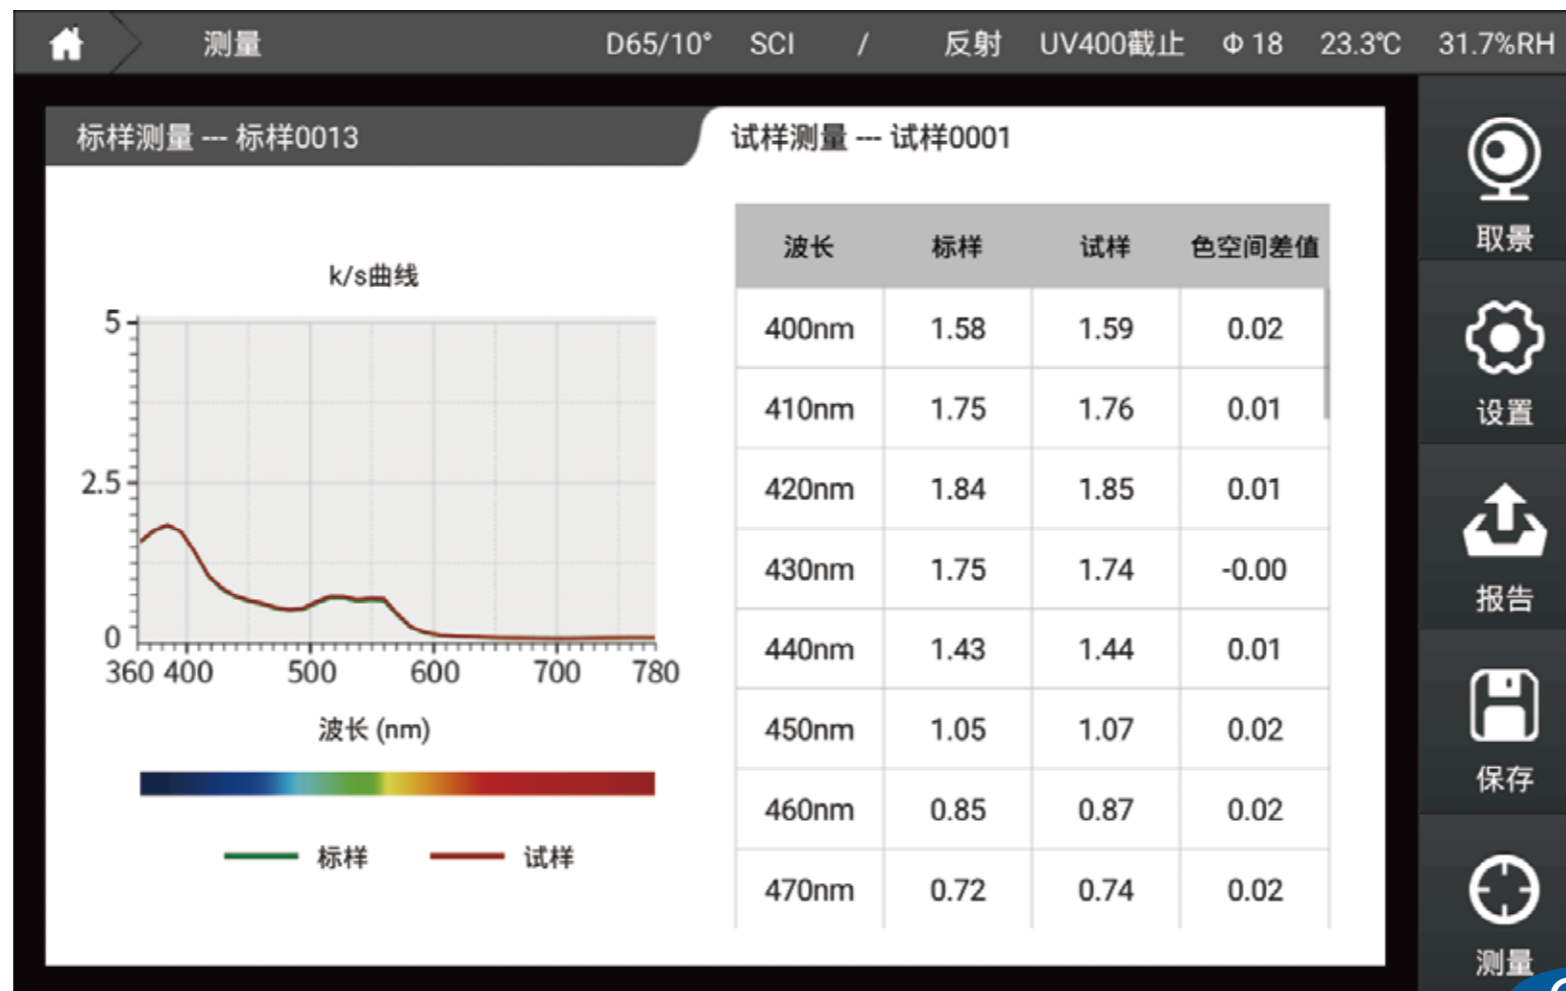 测量 D65/10° SCI / 反射 UV400截止 Φ 18 23.3℃ 31.7%RH
标样测量 --- 标样0013
试样测量 --- 试样0001
k/s曲线
5
2.5
0
360 400 500 600 700 780
波长 (nm)
标样 试样
波长 标样 试样 色空间差值
400nm 1.58 1.59 0.02
410nm 1.75 1.76 0.01
420nm 1.84 1.85 0.01
430nm 1.75 1.74 -0.00
440nm 1.43 1.44 0.01
450nm 1.05 1.07 0.02
460nm 0.85 0.87 0.02
470nm 0.72 0.74 0.02
取景
设置
报告
保存
测量